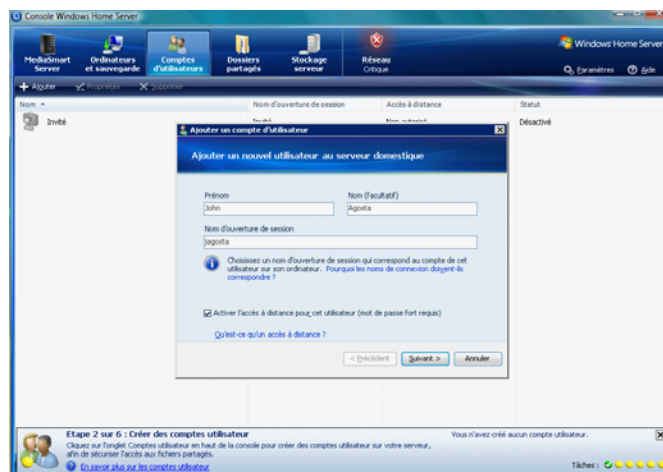 Console Windows Home Server
MediaSmart Server
Ordinateurs et sauvegarde
Comptes d'utilisateurs
Dossiers partagés
Stockage serveur
Réseau
Critique
Windows Home Server
Paramètres
Aide
Ajouter
Propriétés
Supprimer
Nom
Nom d'ouverture de session
Accès à distance
Statut
Invité
Invité
Non autorisé
Désactivé
Ajouter un compte d'utilisateur
Ajouter un nouvel utilisateur au serveur domestique
Prénom
Nom (facultatif)
John
Agosta
Nom d'ouverture de session
jagosta
Choisissez un nom d'ouverture de session qui correspond au compte de cet
utilisateur sur son ordinateur. Pourquoi les noms de connexion doivent-ils
correspondre ?
Activer l'accès à distance pour cet utilisateur (mot de passe fort requis)
Qu'est-ce qu'un accès à distance ?
< Précédent
Suivant >
Annuler
Etape 2 sur 6 : Créer des comptes utilisateur
Vous n'avez créé aucun compte utilisateur.
Cliquez sur l'onglet Comptes utilisateur en haut de la console pour créer des comptes utilisateur sur votre serveur,
afin de sécuriser l'accès aux fichiers partagés.
En savoir plus sur les comptes utilisateur
Tâches :